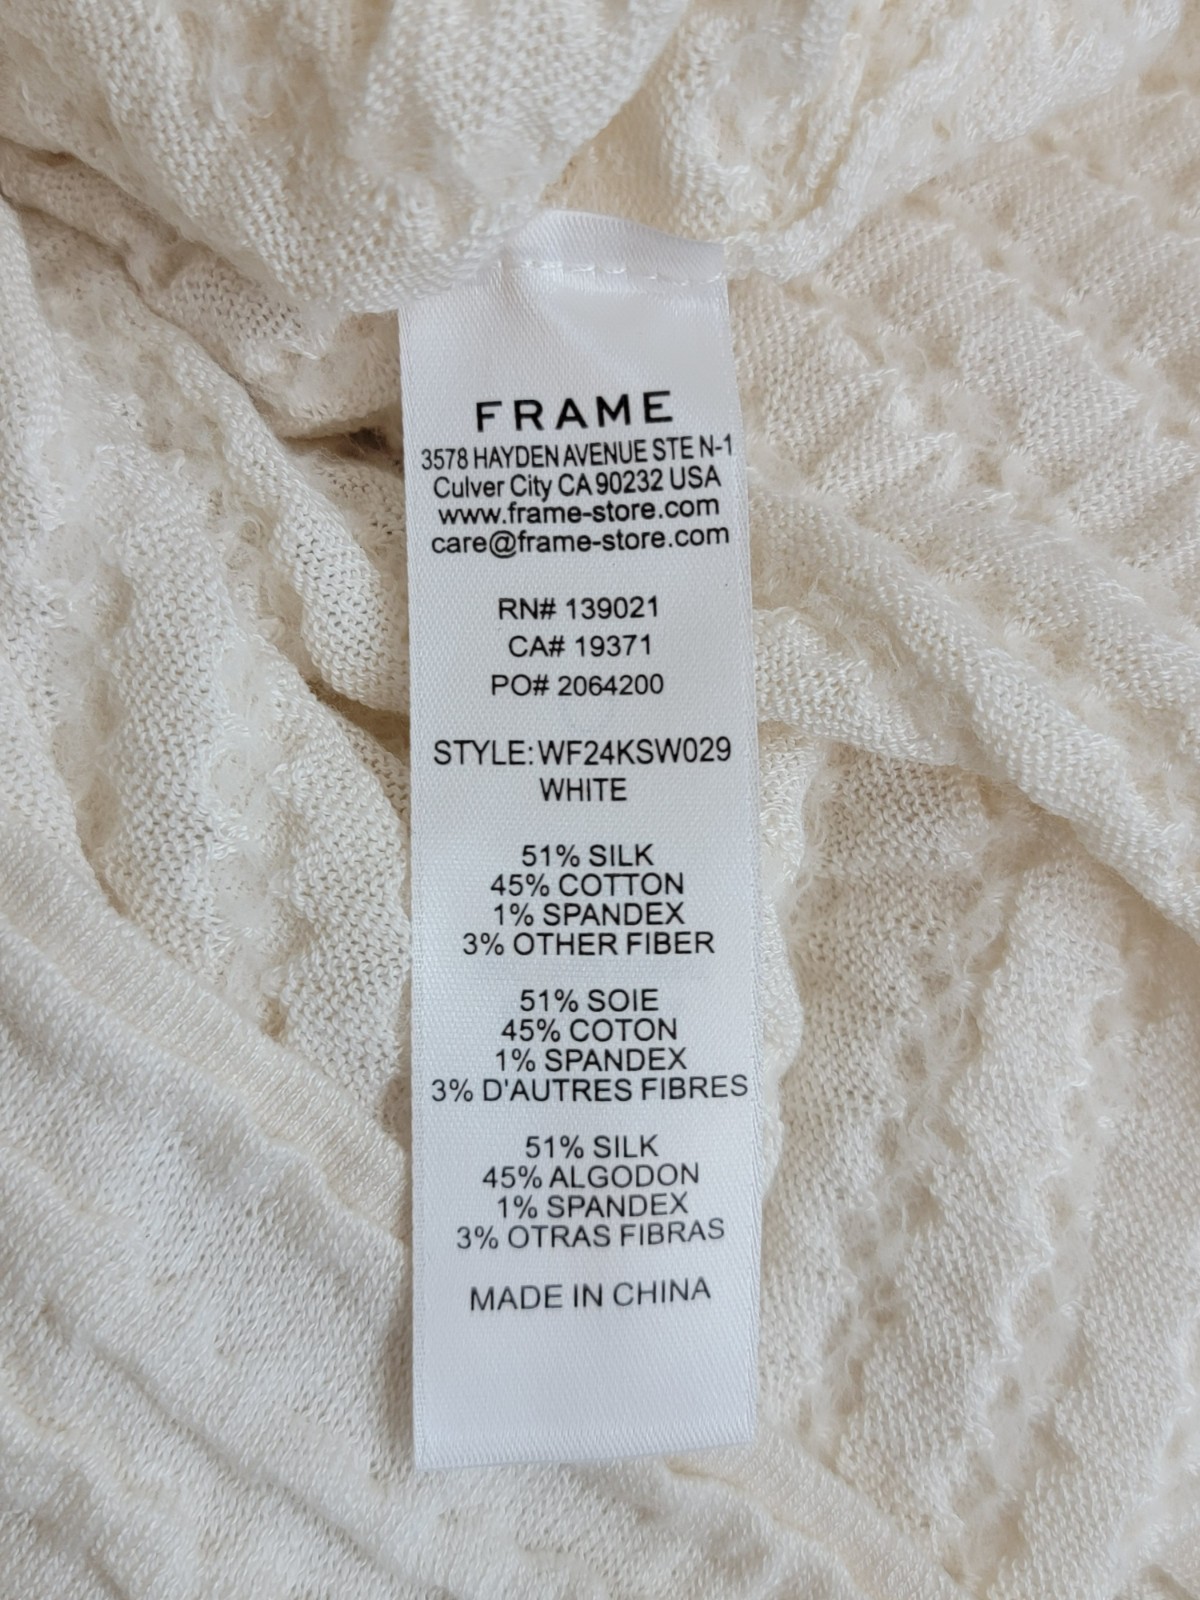 FRAME
3578 HAYDEN AVENUE STE N-1
Culver City CA 90232 USA
www.frame-store.com
care@frame-store.com
RN# 139021
CA# 19371
PO# 2064200
STYLE: WF24KSW029
WHITE
51% SILK
45% COTTON
1% SPANDEX
3% OTHER FIBER
51% SOIE
45% COTON
1% SPANDEX
3% D'AUTRES FIBRES
51% SILK
45% ALGODON
1% SPANDEX
3% OTRAS FIBRAS
MADE IN CHINA